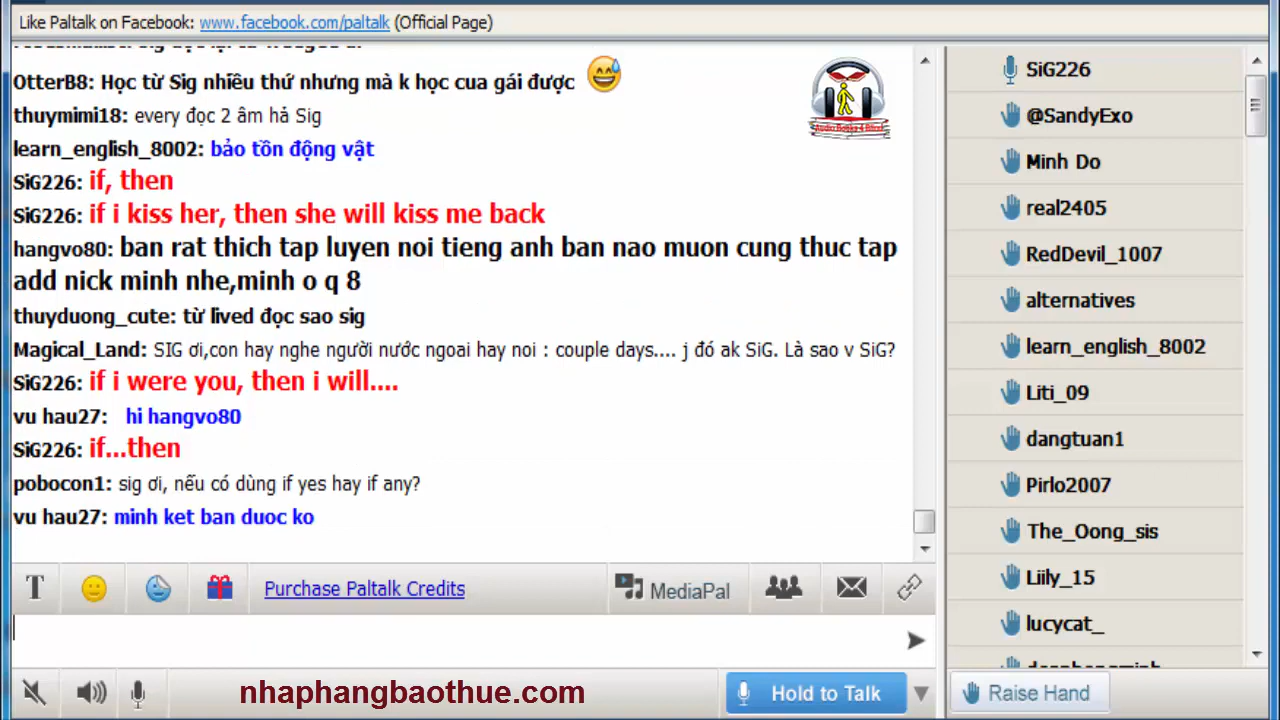 Like Paltalk on Facebook: www.facebook.com/paltalk (Official Page)
OtterB8: Học từ Sig nhiều thứ nhưng mà k học cua gái được
thuymimi18: every đọc 2 âm hả Sig
learn_english_8002: bảo tồn động vật
SiG226: if, then
SiG226: if i kiss her, then she will kiss me back
hangvo80: ban rat thich tap luyen noi tieng anh ban nao muon cung thuc tap
add nick minh nhe,minh o q 8
thuyduong_cute: từ lived đọc sao sig
Magical_Land: SIG ơi,con hay nghe người nước ngoai hay noi : couple days.... j đó ak SiG. Là sao v SiG?
SiG226: if i were you, then i will....
vu hau27: hi hangvo80
SiG226: if...then
pobocon1: sig ơi, nếu có dùng if yes hay if any?
vu hau27: minh ket ban duoc ko
T
Purchase Paltalk Credits
MediaPal
nhaphangbaothue.com
Hold to Talk
SiG226
@SandyExo
Minh Do
real2405
RedDevil_1007
alternatives
learn_english_8002
Liti_09
dangtuan1
Pirlo2007
The_Oong_sis
Liily_15
lucycat_
Raise Hand